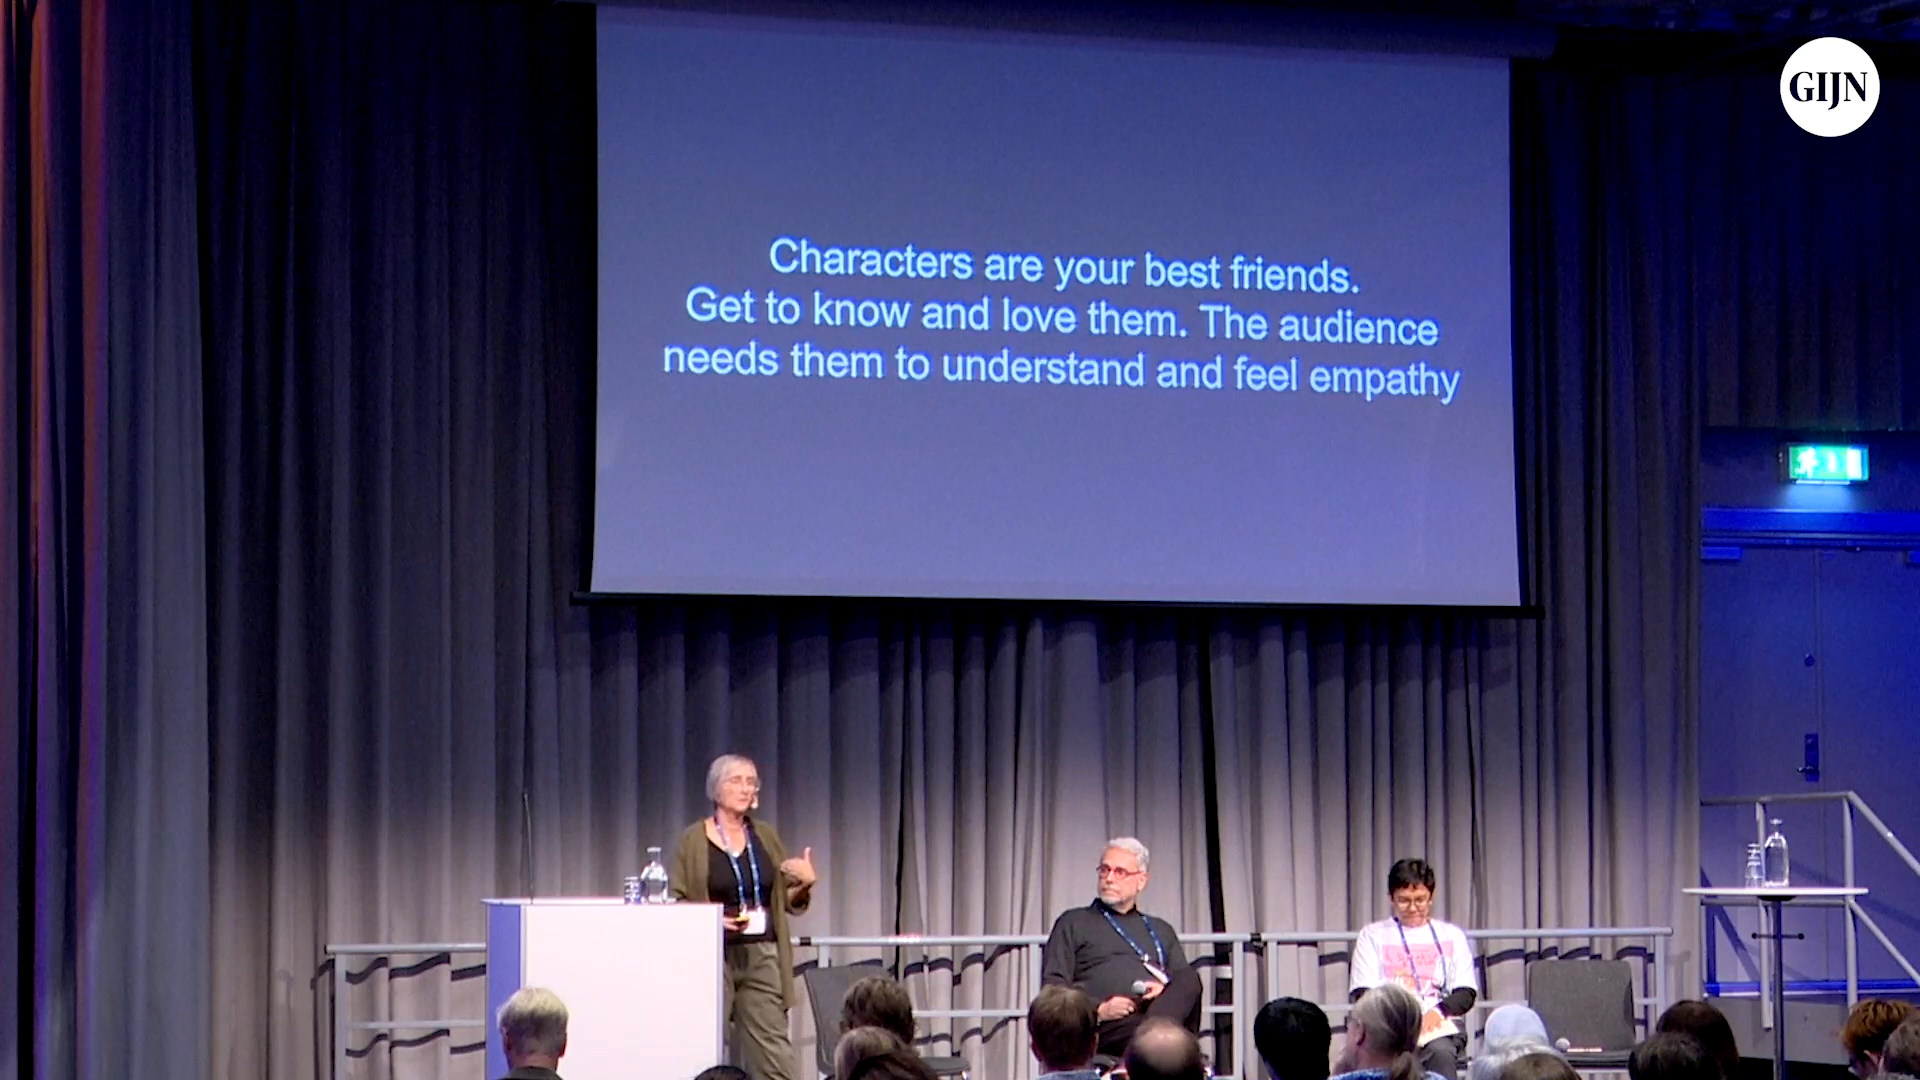 GIJN
Characters are your best friends.
Get to know and love them. The audience
needs them to understand and feel empathy